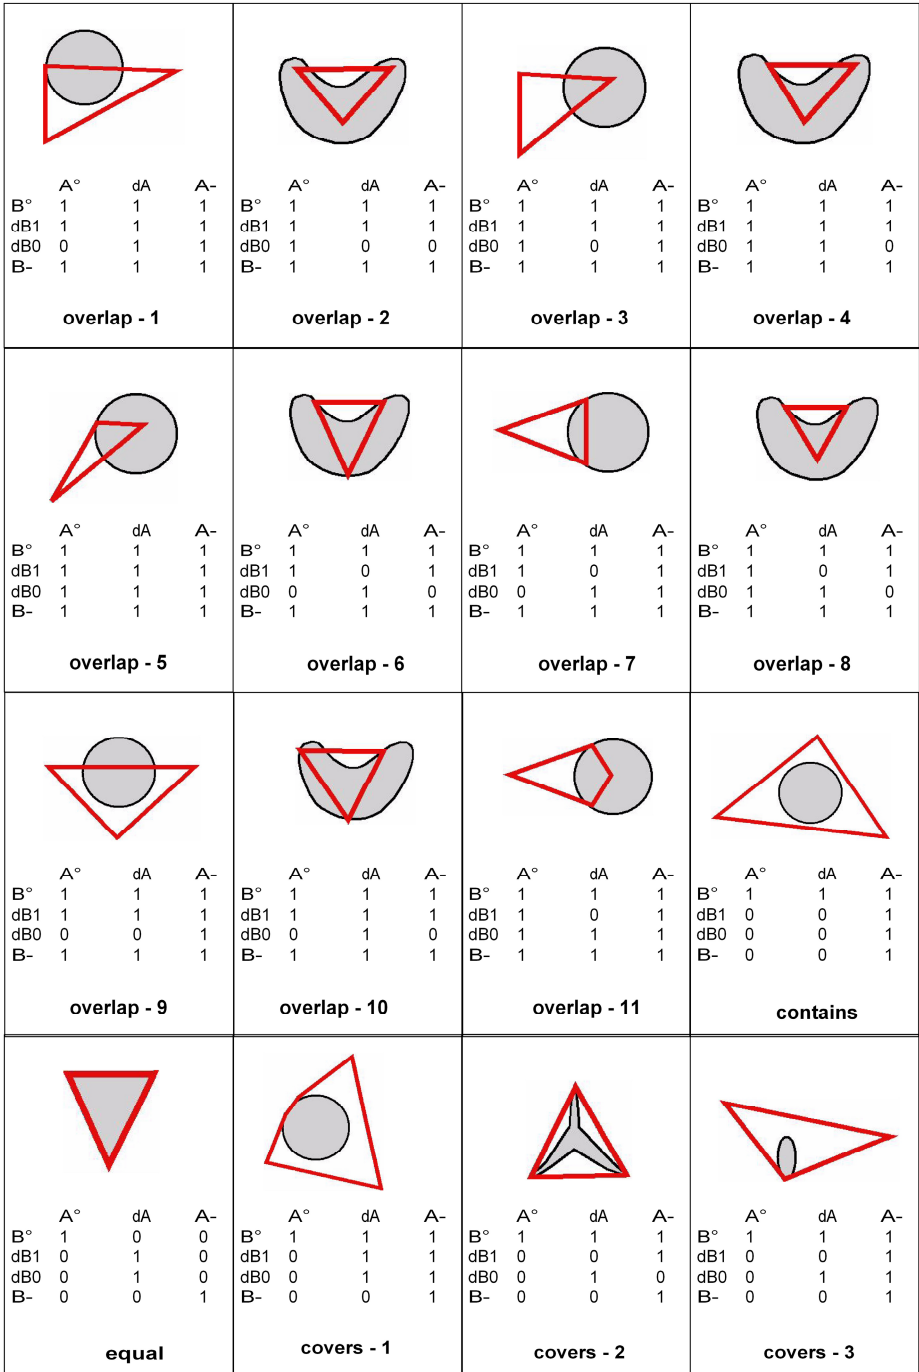 A° dA A-
B° 1 1 1
dB1 1 1 1
dB0 0 1 1
B- 1 1 1
overlap - 1
A° dA A-
B° 1 1 1
dB1 1 1 1
dB0 1 0 0
B- 1 1 1
overlap - 2
A° dA A-
B° 1 1 1
dB1 1 1 1
dB0 1 0 1
B- 1 1 1
overlap - 3
A° dA A-
B° 1 1 1
dB1 1 1 1
dB0 1 1 0
B- 1 1 1
overlap - 4
A° dA A-
B° 1 1 1
dB1 1 1 1
dB0 1 1 1
B- 1 1 1
overlap - 5
A° dA A-
B° 1 1 1
dB1 1 0 1
dB0 0 1 0
B- 1 1 1
overlap - 6
A° dA A-
B° 1 1 1
dB1 1 0 1
dB0 0 1 1
B- 1 1 1
overlap - 7
A° dA A-
B° 1 1 1
dB1 1 0 1
dB0 1 1 0
B- 1 1 1
overlap - 8
A° dA A-
B° 1 1 1
dB1 1 1 1
dB0 0 0 1
B- 1 1 1
overlap - 9
A° dA A-
B° 1 1 1
dB1 1 1 1
dB0 0 1 0
B- 1 1 1
overlap - 10
A° dA A-
B° 1 1 1
dB1 1 0 1
dB0 1 1 1
B- 1 1 1
overlap - 11
A° dA A-
B° 1 1 1
dB1 0 0 1
dB0 0 0 1
B- 0 0 1
contains
A° dA A-
B° 1 0 0
dB1 0 1 0
dB0 0 1 0
B- 0 0 1
equal
A° dA A-
B° 1 1 1
dB1 0 1 1
dB0 0 1 1
B- 0 0 1
covers - 1
A° dA A-
B° 1 1 1
dB1 0 0 1
dB0 0 1 0
B- 0 0 1
covers - 2
A° dA A-
B° 1 1 1
dB1 0 0 1
dB0 0 1 1
B- 0 0 1
covers - 3